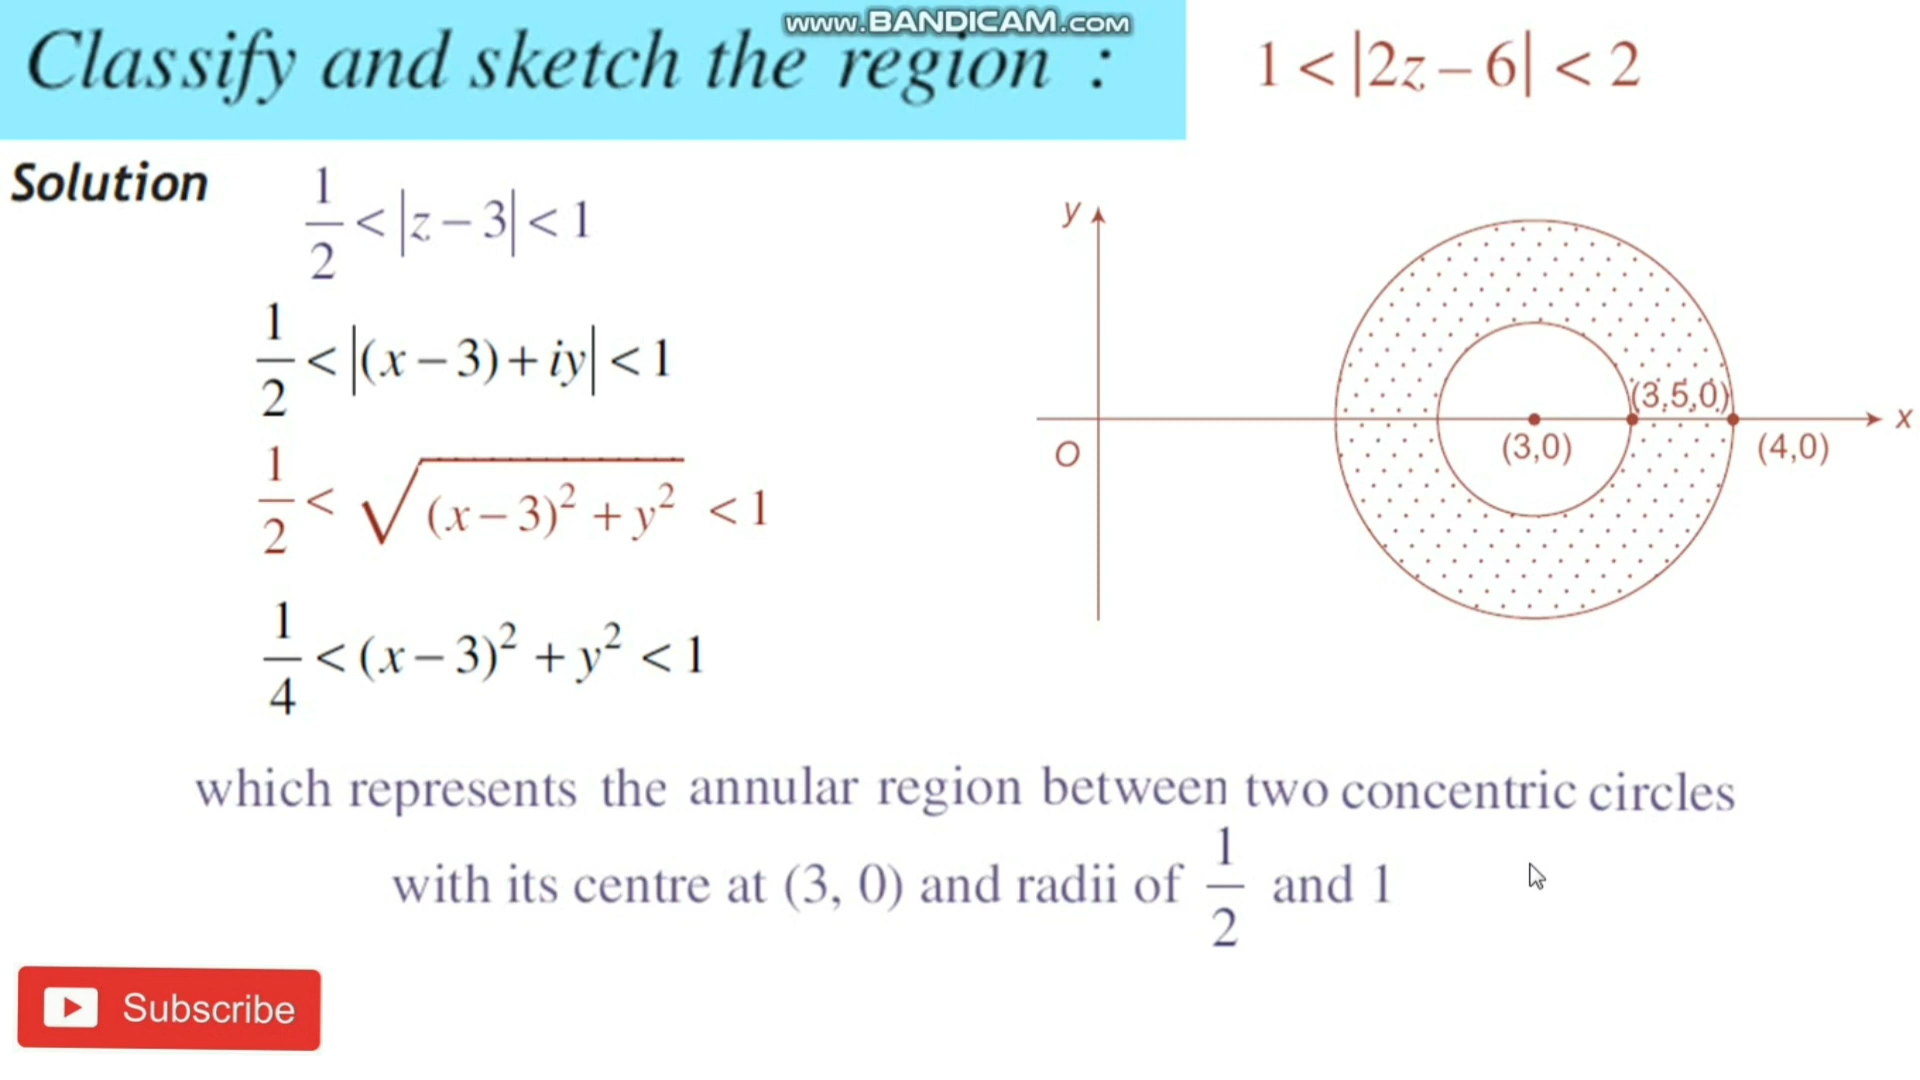 www.BANDICAM.com
Classify and sketch the region :
1 < |2z – 6| < 2
Solution
1/2 < |z – 3| < 1
1/2 < |(x – 3) + iy| < 1
1/2 < √(x – 3)² + y² < 1
1/4 < (x – 3)² + y² < 1
y
(3.5,0)
x
O
(3,0)
(4,0)
which represents the annular region between two concentric circles
with its centre at (3, 0) and radii of 1/2 and 1
Subscribe